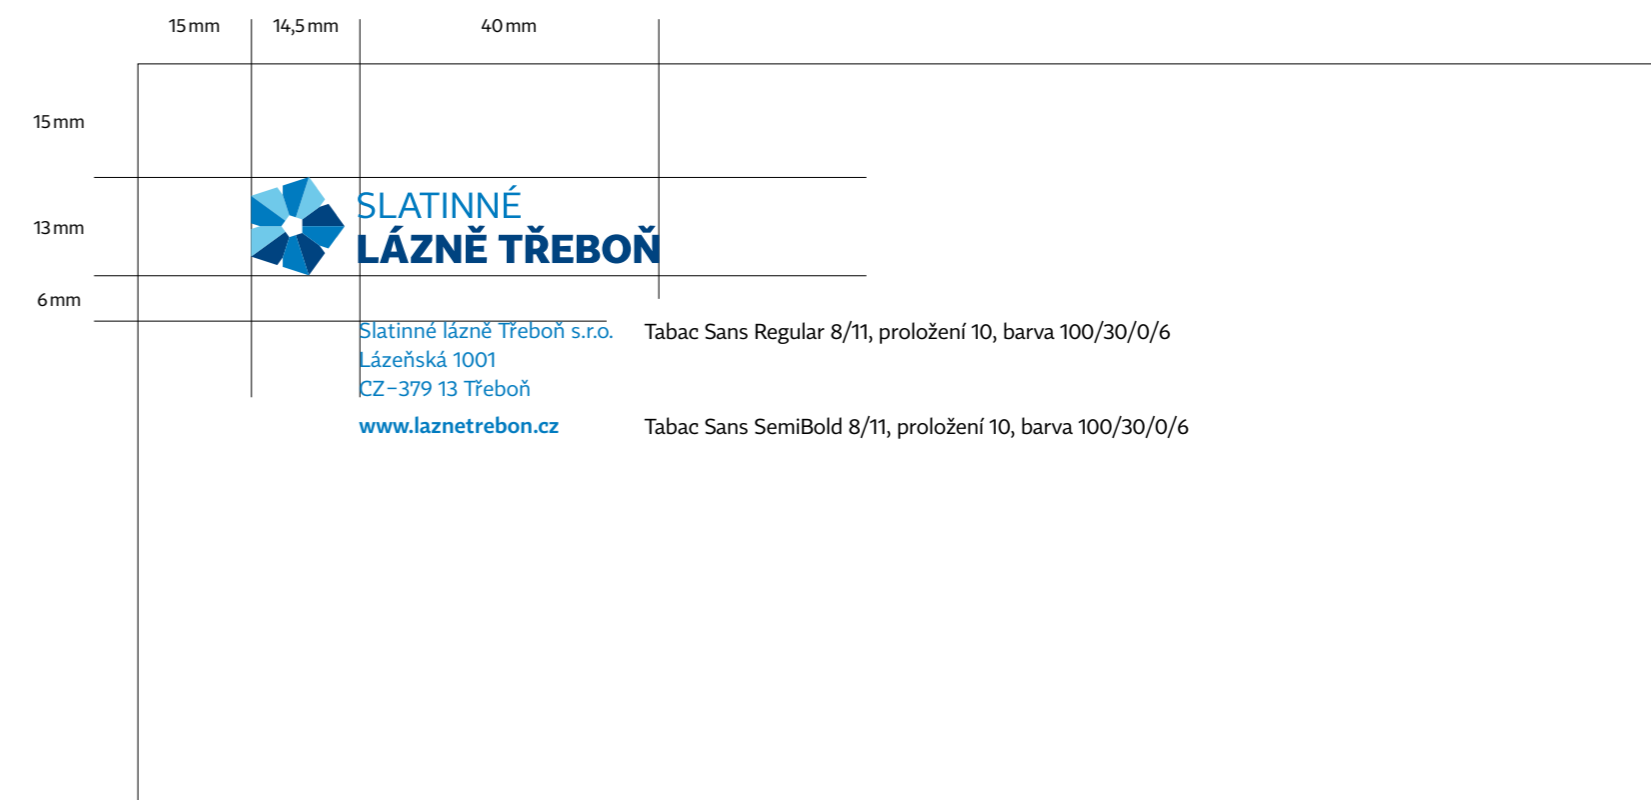 15 mm 14,5 mm 40 mm
15 mm
13 mm
SLATINNÉ
LÁZNĚ TŘEBOŇ
6 mm
Slatinné lázně Třeboň s.r.o. Tabac Sans Regular 8/11, proložení 10, barva 100/30/0/6
Lázeňská 1001
CZ–379 13 Třeboň
www.laznetrebon.cz Tabac Sans SemiBold 8/11, proložení 10, barva 100/30/0/6